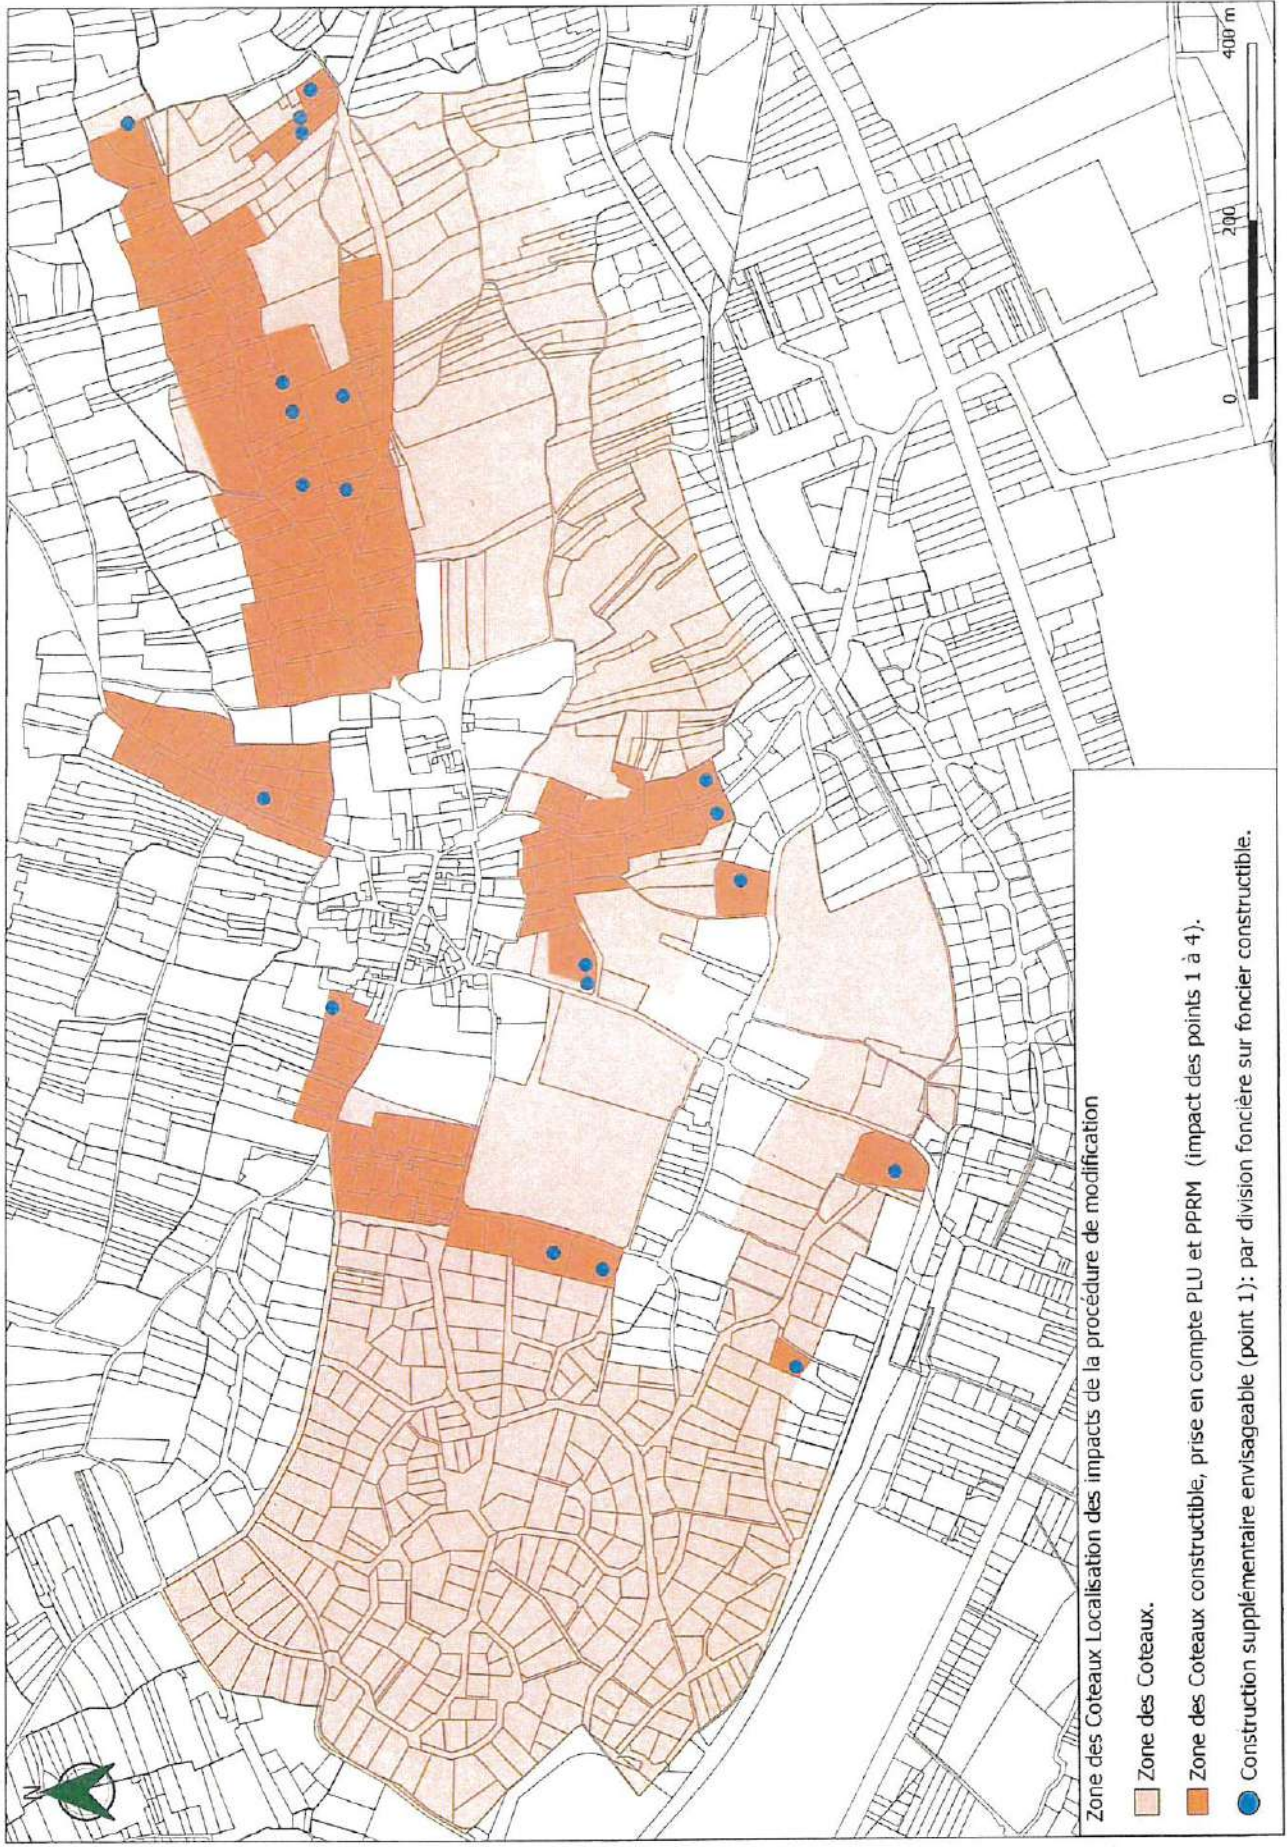 N
0 200 400 m
Zone des Coteaux Localisation des impacts de la procédure de modification
Zone des Coteaux.
Zone des Coteaux constructible, prise en compte PLU et PPRM (impact des points 1 à 4).
Construction supplémentaire envisageable (point 1): par division foncière sur foncier constructible.